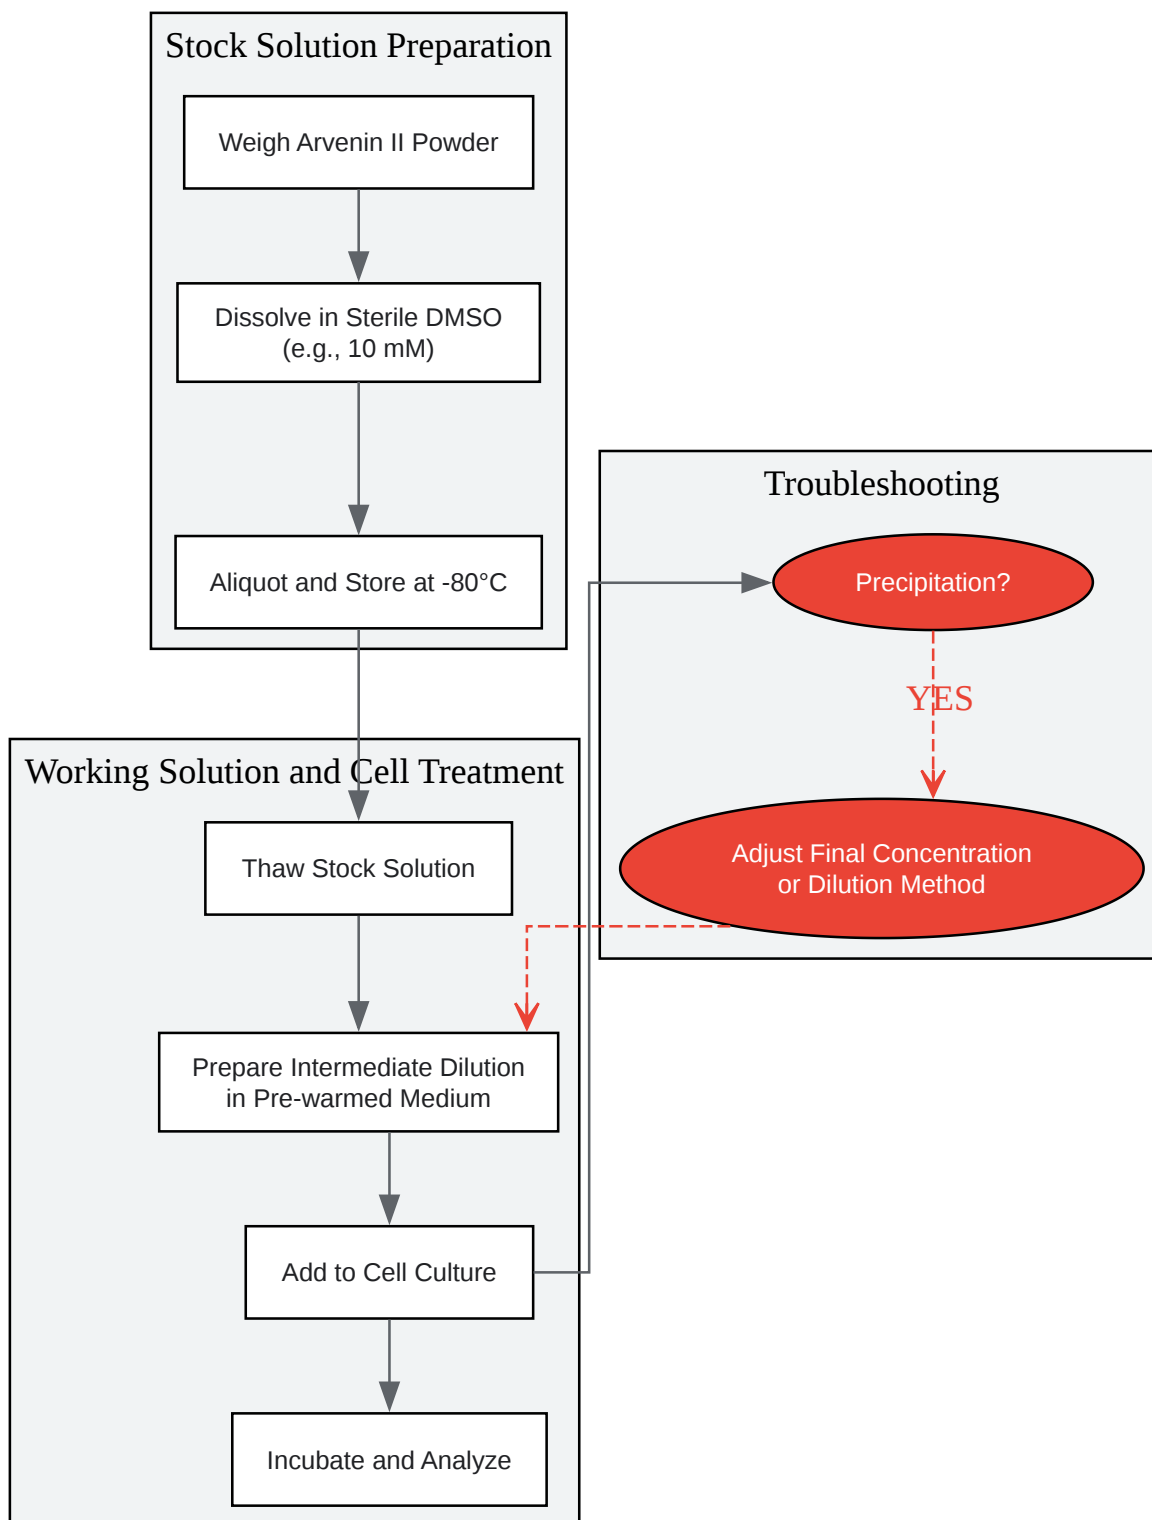 Stock Solution Preparation
Weigh Arvenin II Powder
Dissolve in Sterile DMSO
(e.g., 10 mM)
Aliquot and Store at -80°C
Troubleshooting
Precipitation?
YES
Adjust Final Concentration
or Dilution Method
Working Solution and Cell Treatment
Thaw Stock Solution
Prepare Intermediate Dilution
in Pre-warmed Medium
Add to Cell Culture
Incubate and Analyze